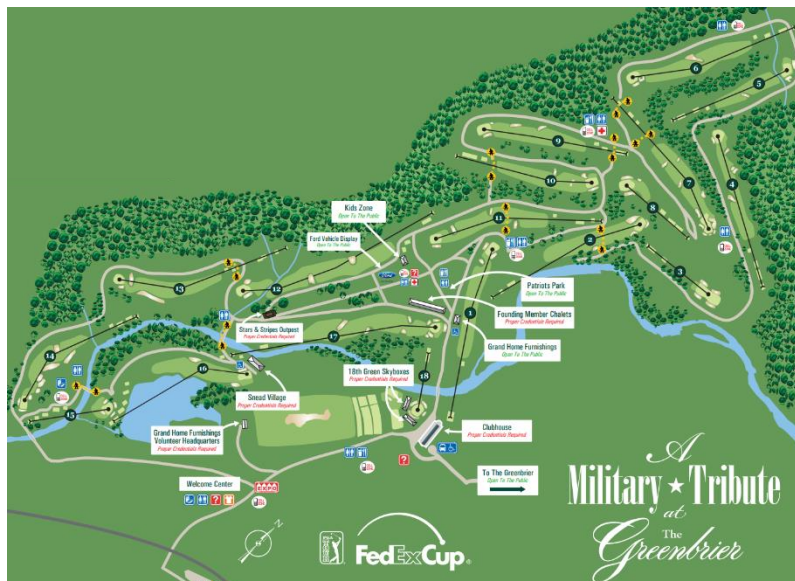 6
5
9
4
10
7
Kids Zone
Open To The Public
8
11
Ford Vehicle Display
Open To The Public
2
3
13
12
Patriots Park
Open To The Public
Founding Member Chalets
Proper Credentials Required
1
Stars & Stripes Outpost
Proper Credentials Required
17
Grand Home Furnishings
Open To The Public
14
16
18th Green Skyboxes
Proper Credentials Required
18
Snead Village
Proper Credentials Required
15
Grand Home Furnishings
Volunteer Headquarters
Proper Credentials Required
Clubhouse
Proper Credentials Required
?
To The Greenbrier
Open To The Public
Welcome Center
EXPO
?
A
Military ★ Tribute
at
The
Greenbrier
N
PGA TOUR
FedExCup®